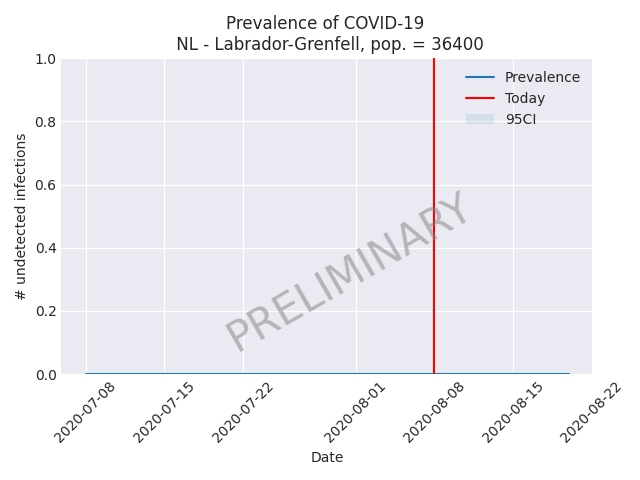 Prevalence of COVID-19
NL - Labrador-Grenfell, pop. = 36400
Prevalence
Today
95CI
# undetected infections
1.0
0.8
0.6
0.4
0.2
0.0
PRELIMINARY
2020-07-08
2020-07-15
2020-07-22
2020-08-01
2020-08-08
2020-08-15
2020-08-22
Date